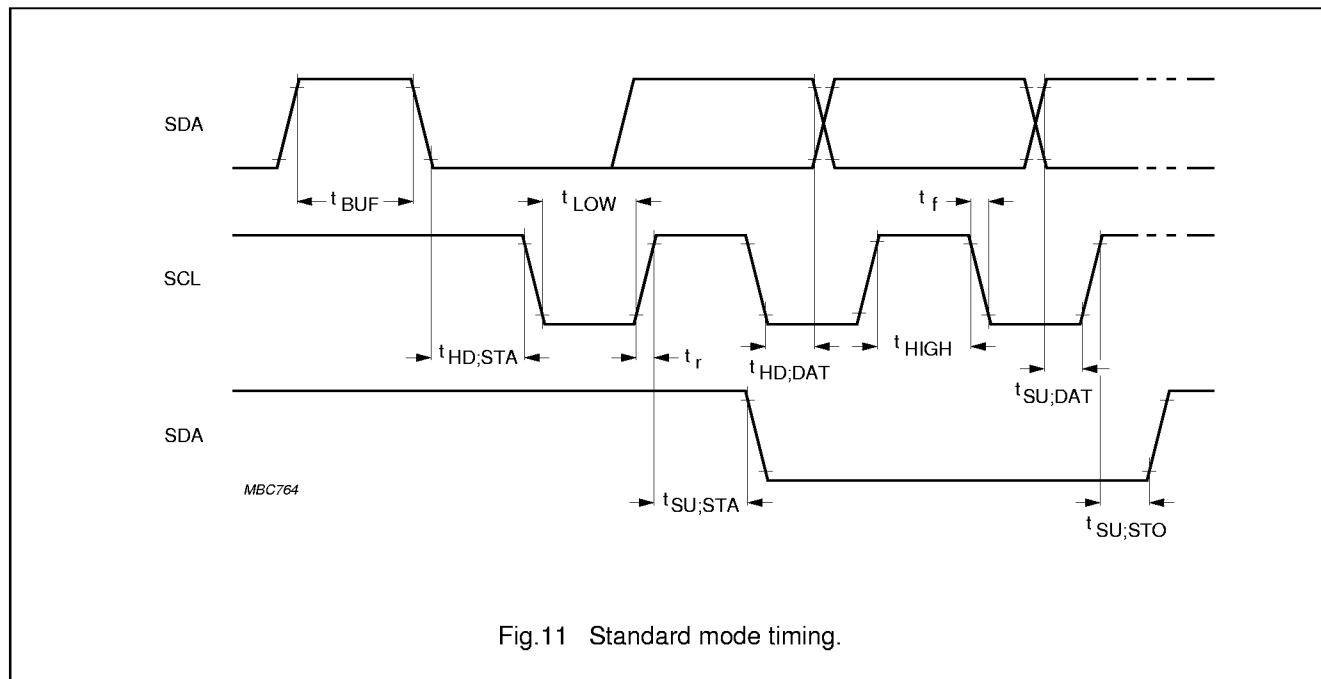 SDA
t BUF
t LOW
t f
SCL
t HD;STA
t r
t HD;DAT
t HIGH
t SU;DAT
SDA
MBC764
t SU;STA
t SU;STO
Fig.11 Standard mode timing.